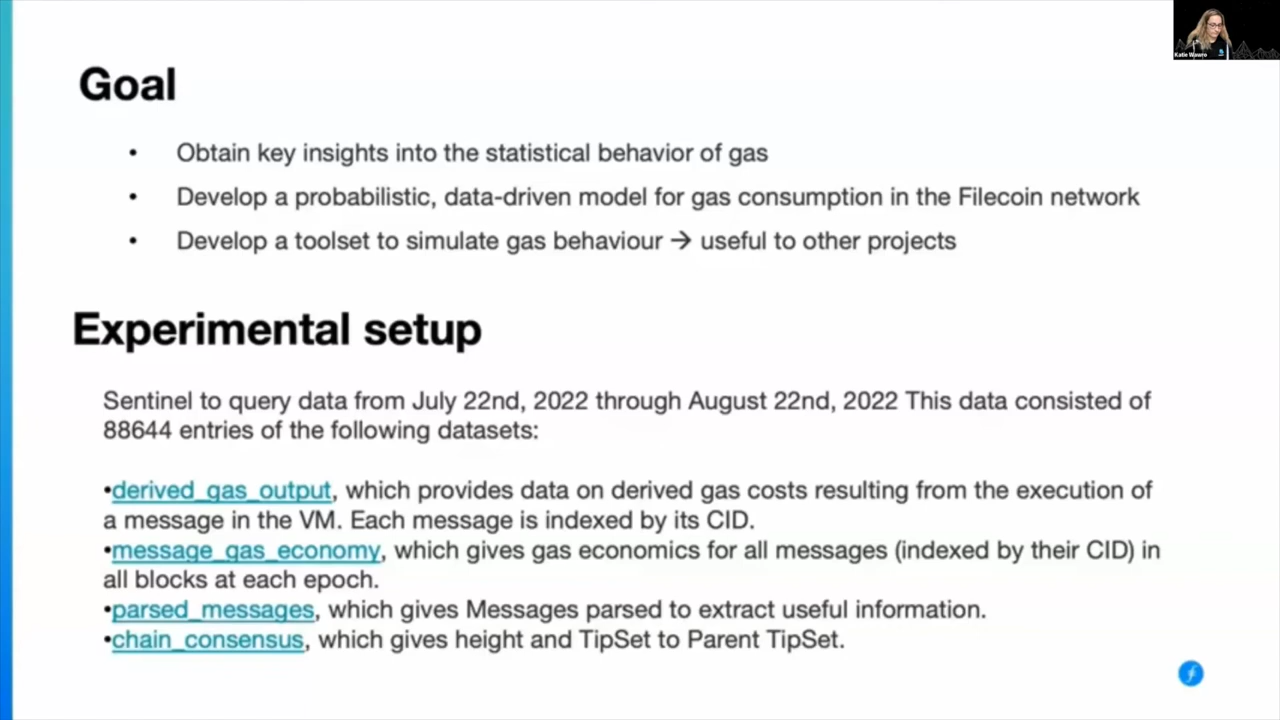 Katie Wawro
Goal
• Obtain key insights into the statistical behavior of gas
• Develop a probabilistic, data-driven model for gas consumption in the Filecoin network
• Develop a toolset to simulate gas behaviour → useful to other projects
Experimental setup
Sentinel to query data from July 22nd, 2022 through August 22nd, 2022 This data consisted of
88644 entries of the following datasets:
•derived_gas_output, which provides data on derived gas costs resulting from the execution of
a message in the VM. Each message is indexed by its CID.
•message_gas_economy, which gives gas economics for all messages (indexed by their CID) in
all blocks at each epoch.
•parsed_messages, which gives Messages parsed to extract useful information.
•chain_consensus, which gives height and TipSet to Parent TipSet.